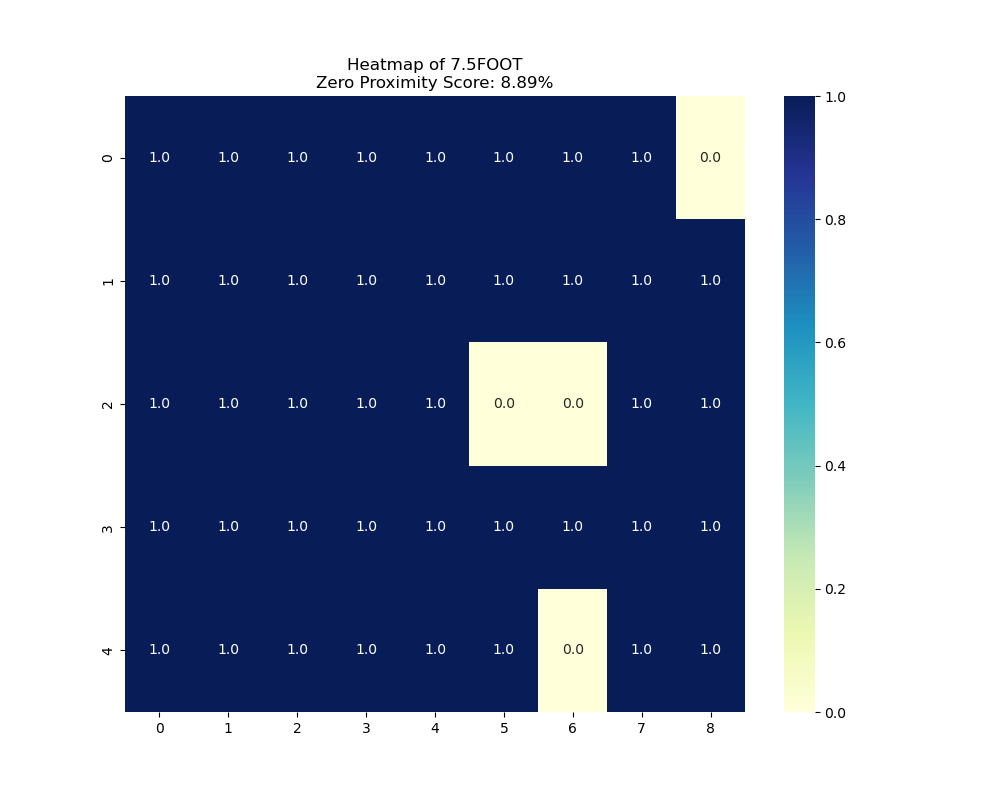 Heatmap of 7.5FOOT
Zero Proximity Score: 8.89%
0 1.0 1.0 1.0 1.0 1.0 1.0 1.0 1.0 0.0
1 1.0 1.0 1.0 1.0 1.0 1.0 1.0 1.0 1.0
2 1.0 1.0 1.0 1.0 1.0 0.0 0.0 1.0 1.0
3 1.0 1.0 1.0 1.0 1.0 1.0 1.0 1.0 1.0
4 1.0 1.0 1.0 1.0 1.0 1.0 0.0 1.0 1.0
0 1 2 3 4 5 6 7 8
1.0
0.8
0.6
0.4
0.2
0.0